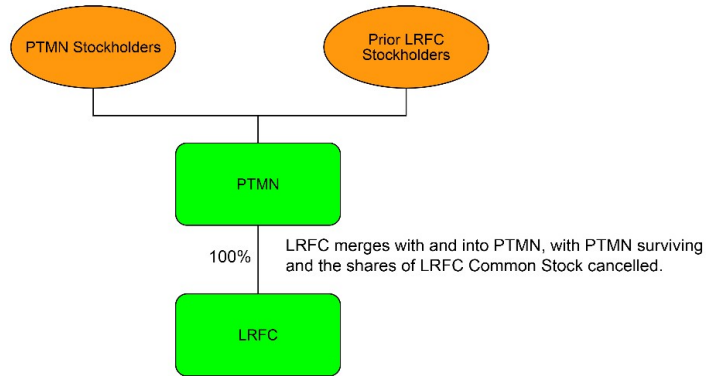 PTMN Stockholders
Prior LRFC
Stockholders
PTMN
100%
LRFC merges with and into PTMN, with PTMN surviving
and the shares of LRFC Common Stock cancelled.
LRFC